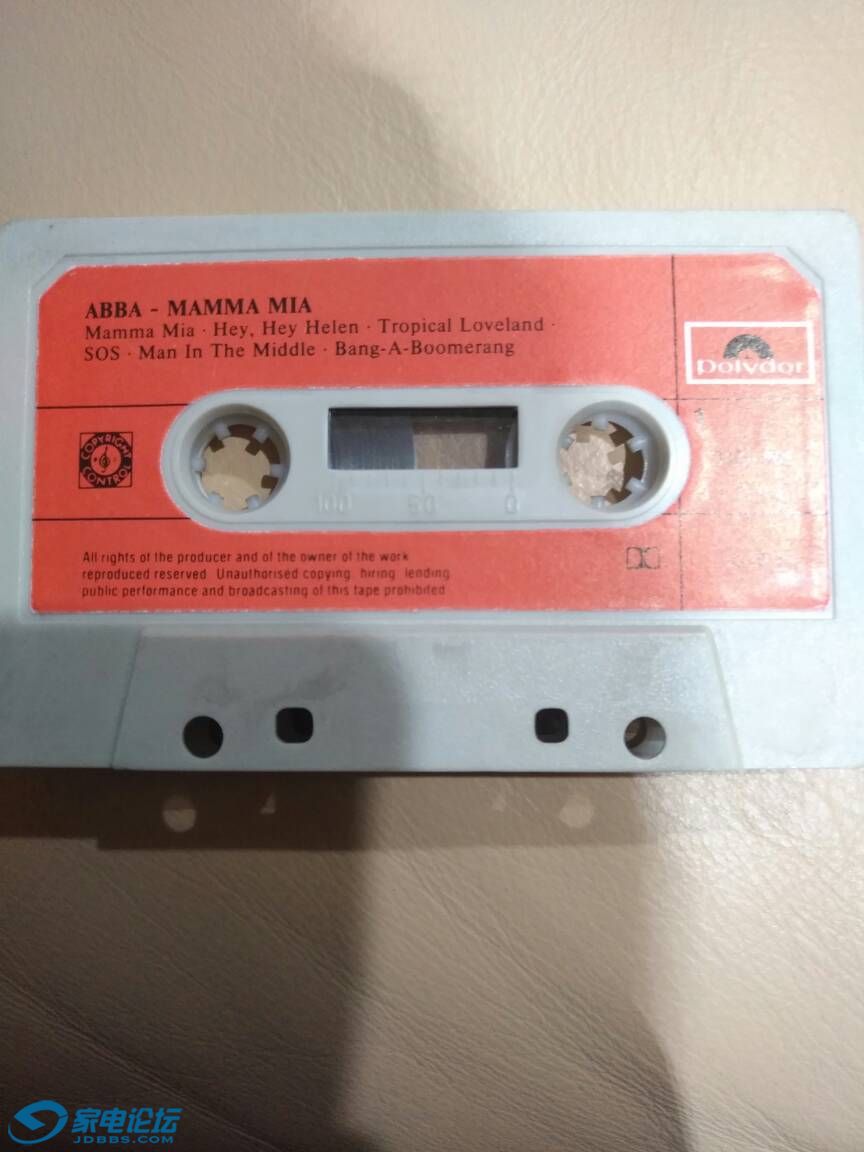 ABBA - MAMMA MIA
Mamma Mia · Hey, Hey Helen · Tropical Loveland ·
SOS · Man In The Middle · Bang-A-Boomerang
polydor
COPYRIGHT
CONTROL
1
100 50 0
All rights of the producer and of the owner of the work
reproduced reserved Unauthorised copying hiring lending
public performance and broadcasting of this tape prohibited
家电论坛
JDBBS.COM